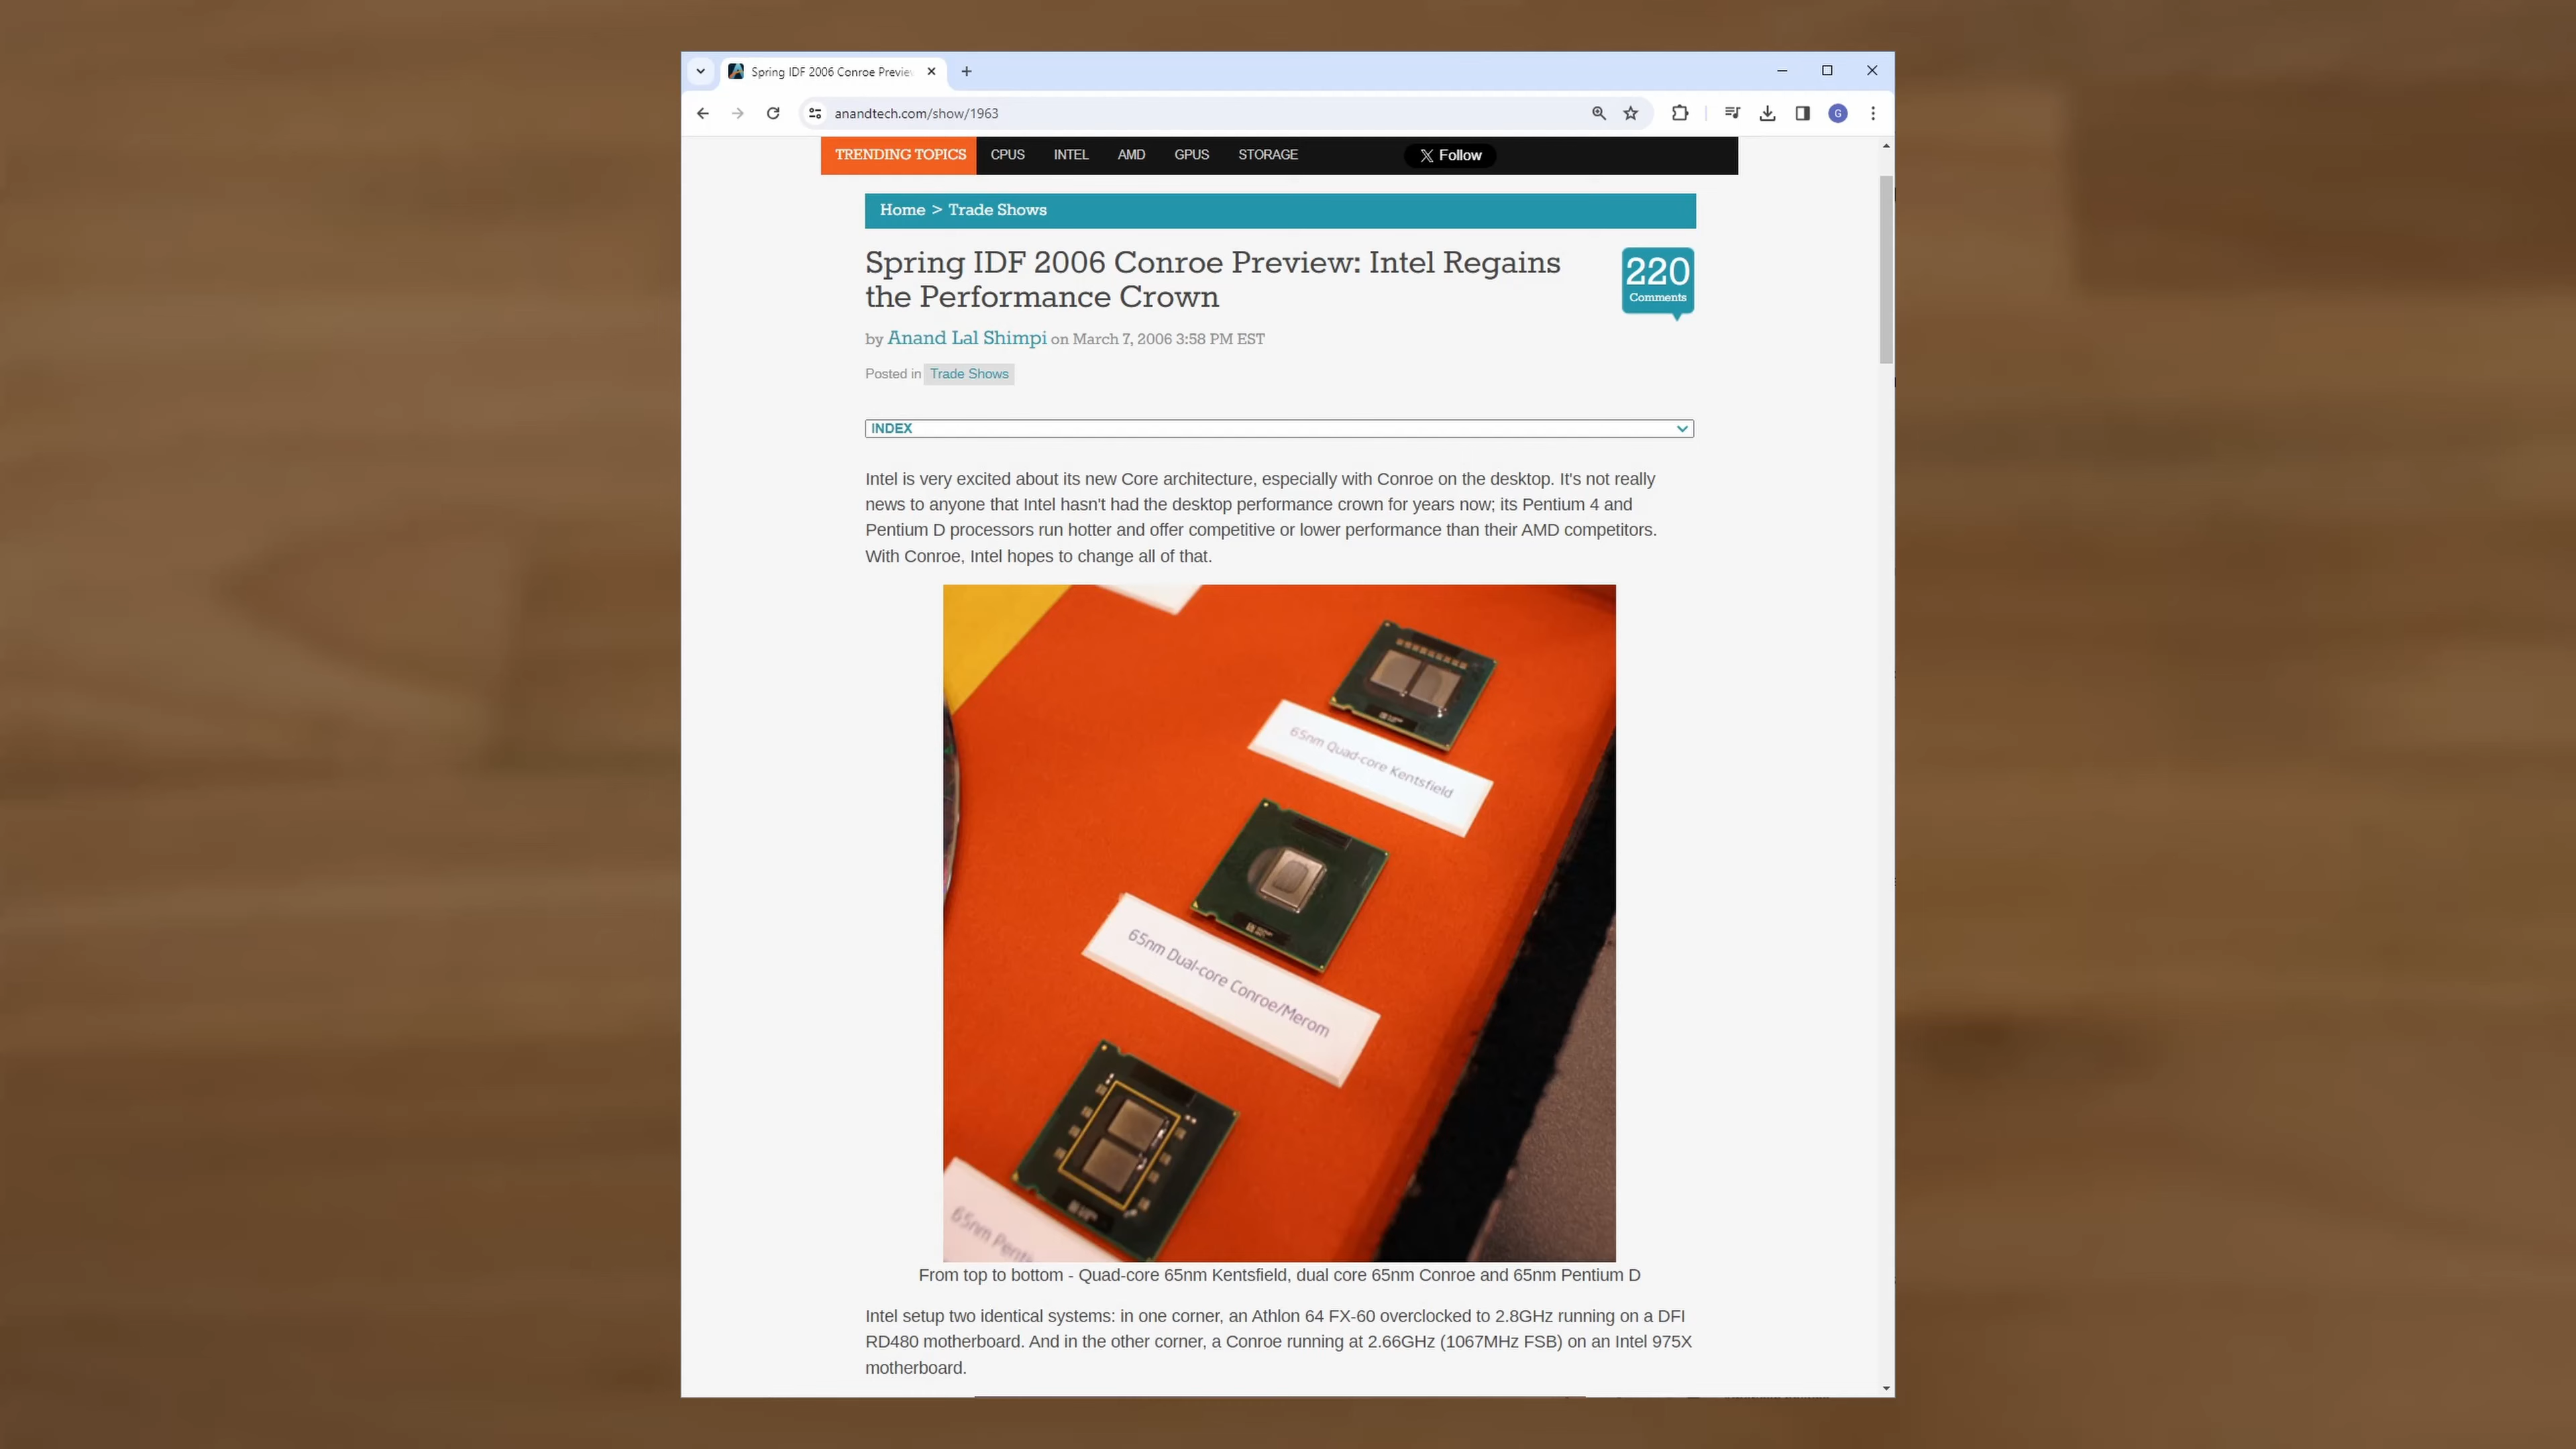 Spring IDF 2006 Conroe Previe
anandtech.com/show/1963
G
TRENDING TOPICS CPUS INTEL AMD GPUS STORAGE X Follow
Home > Trade Shows
Spring IDF 2006 Conroe Preview: Intel Regains
the Performance Crown
220
Comments
by Anand Lal Shimpi on March 7, 2006 3:58 PM EST
Posted in Trade Shows
INDEX
Intel is very excited about its new Core architecture, especially with Conroe on the desktop. It's not really
news to anyone that Intel hasn't had the desktop performance crown for years now; its Pentium 4 and
Pentium D processors run hotter and offer competitive or lower performance than their AMD competitors.
With Conroe, Intel hopes to change all of that.
65nm Quad-core Kentsfield
65nm Dual-core Conroe/Merom
65nm Penti
From top to bottom - Quad-core 65nm Kentsfield, dual core 65nm Conroe and 65nm Pentium D
Intel setup two identical systems: in one corner, an Athlon 64 FX-60 overclocked to 2.8GHz running on a DFI
RD480 motherboard. And in the other corner, a Conroe running at 2.66GHz (1067MHz FSB) on an Intel 975X
motherboard.